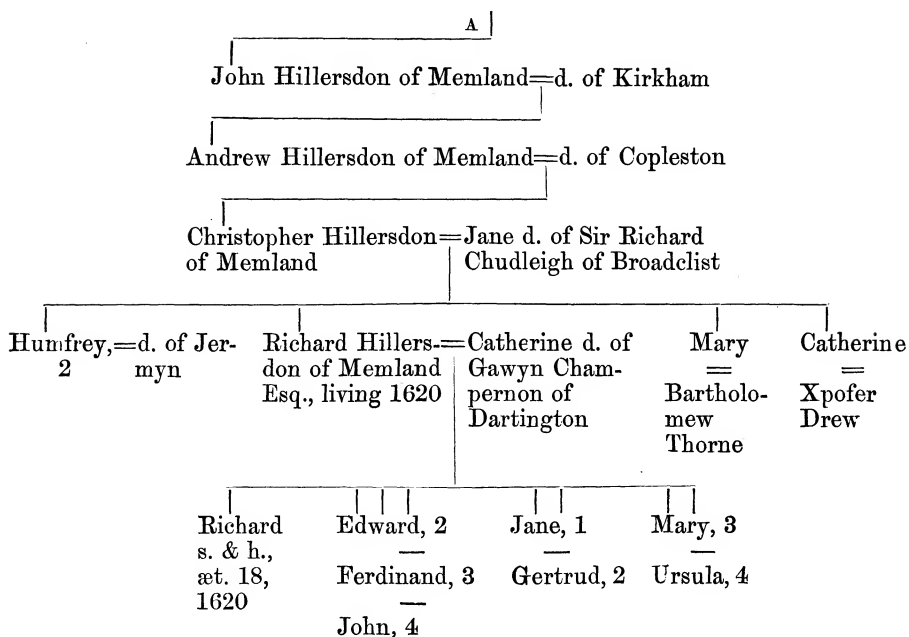 A
John Hillersdon of Memland=d. of Kirkham
Andrew Hillersdon of Memland=d. of Copleston
Christopher Hillersdon=Jane d. of Sir Richard
of Memland Chudleigh of Broadclist
Humfrey,=d. of Jer-
2 myn
Richard Hillers-=Catherine d. of
don of Memland Gawyn Cham-
Esq., living 1620 pernon of
Dartington
Mary
=
Bartholo-
mew
Thorne
Catherine
=
Xpofer
Drew
Richard
s. & h.,
æt. 18,
1620
Edward, 2
—
Ferdinand, 3
—
John, 4
Jane, 1
—
Gertrud, 2
Mary, 3
—
Ursula, 4